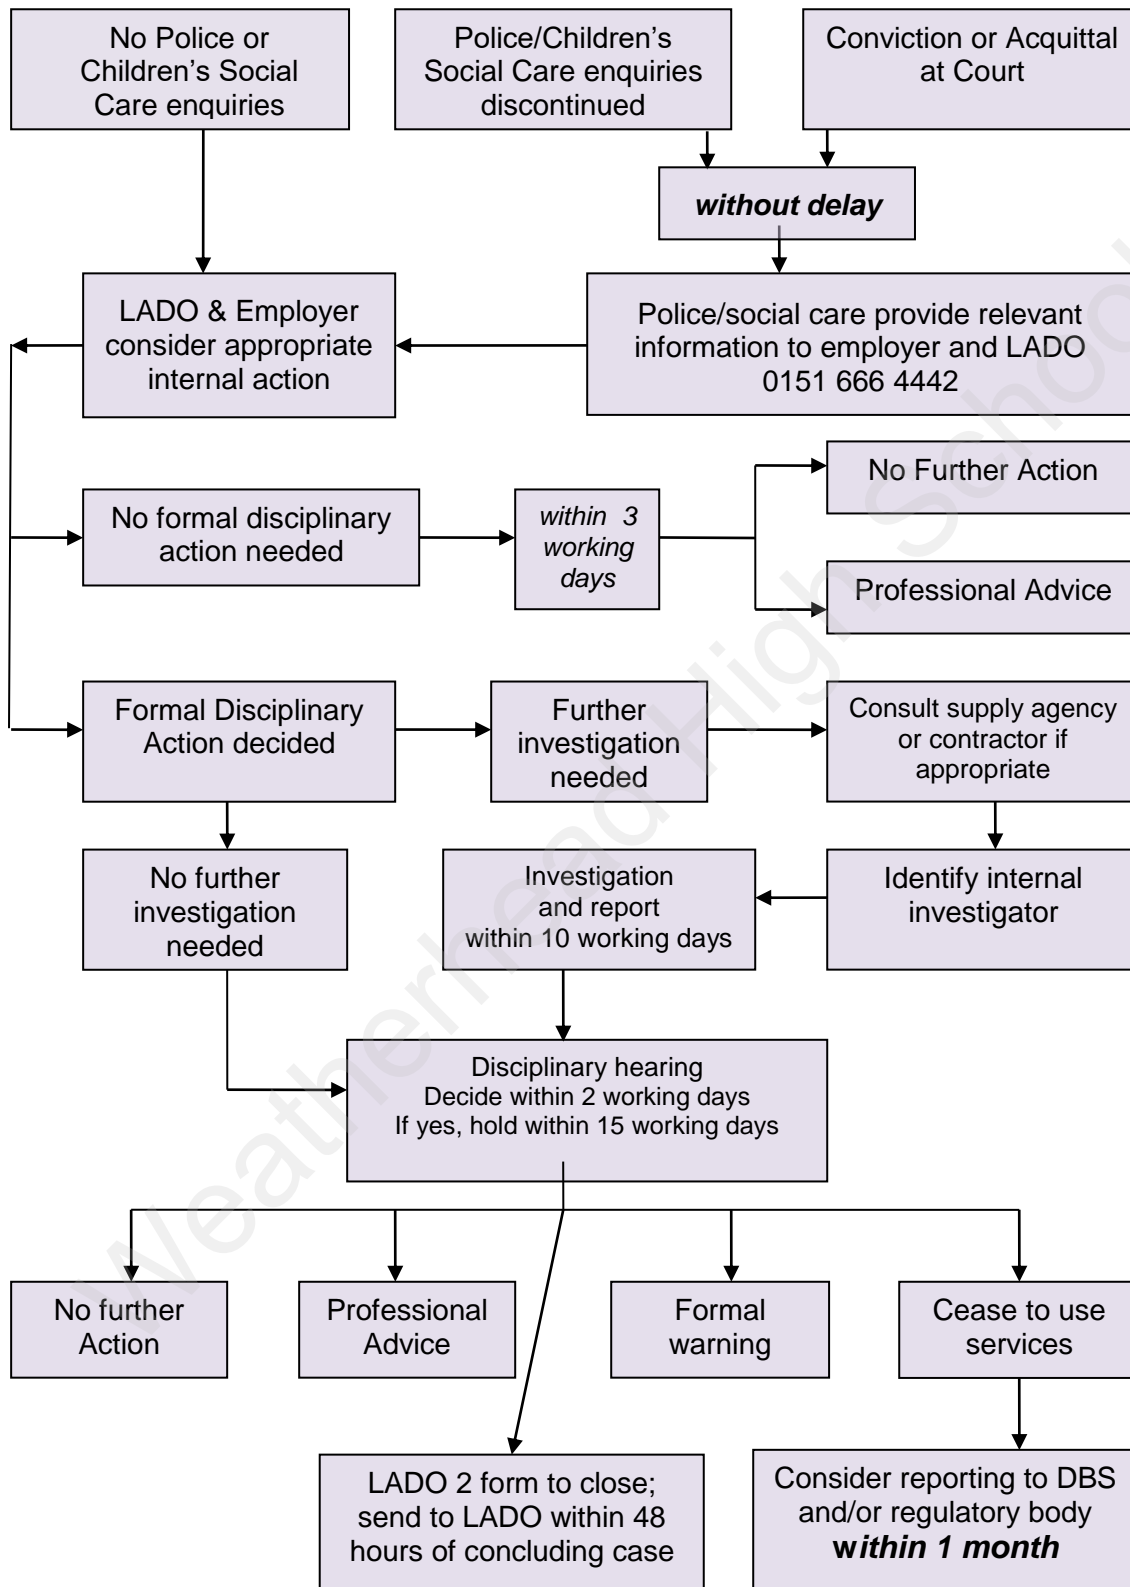 No Police or
Children's Social
Care enquiries
Police/Children's
Social Care enquiries
discontinued
Conviction or Acquittal
at Court
without delay
LADO & Employer
consider appropriate
internal action
Police/social care provide relevant
information to employer and LADO
0151 666 4442
No Further Action
No formal disciplinary
action needed
within 3
working
days
Professional Advice
Formal Disciplinary
Action decided
Further
investigation
needed
Consult supply agency
or contractor if
appropriate
No further
investigation
needed
Investigation
and report
within 10 working days
Identify internal
investigator
Disciplinary hearing
Decide within 2 working days
If yes, hold within 15 working days
No further
Action
Professional
Advice
Formal
warning
Cease to use
services
LADO 2 form to close;
send to LADO within 48
hours of concluding case
Consider reporting to DBS
and/or regulatory body
within 1 month
Weatherhead High School